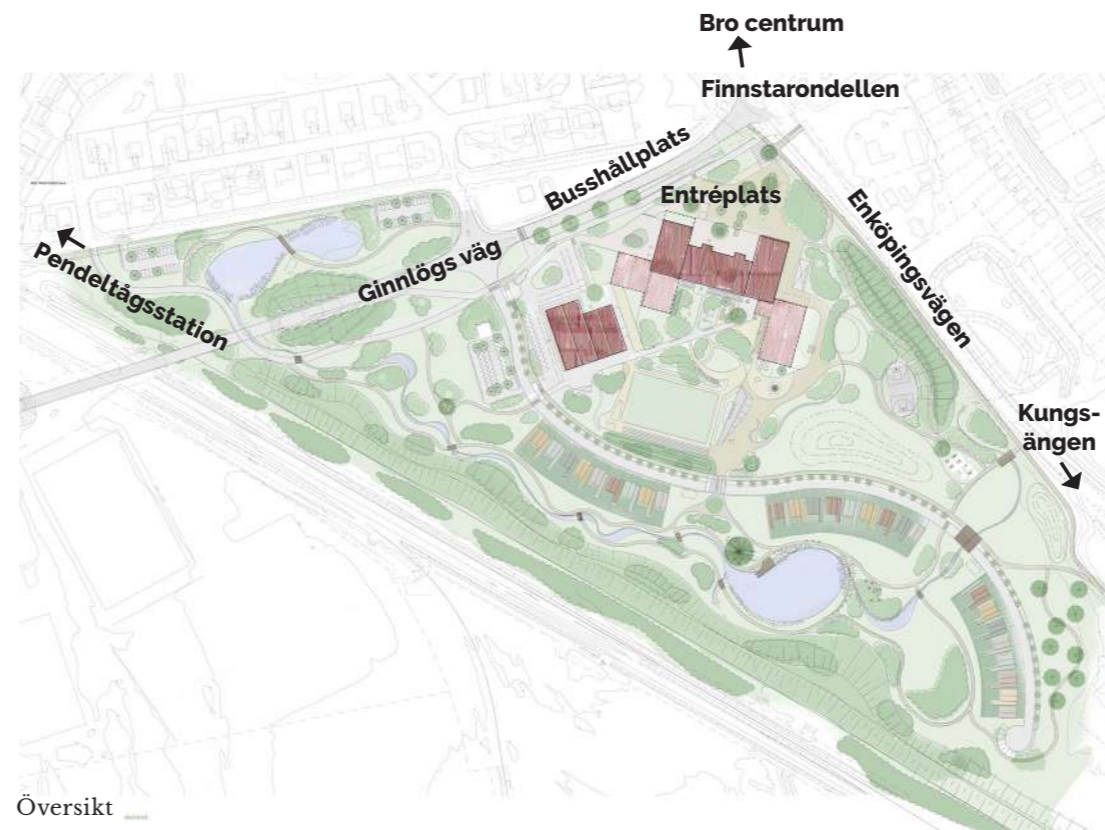 Bro centrum
Finnstarondellen
Busshållplats
Entréplats
Enköpingsvägen
Ginnlögs väg
Pendeltågsstation
Kungs-
ängen
Översikt